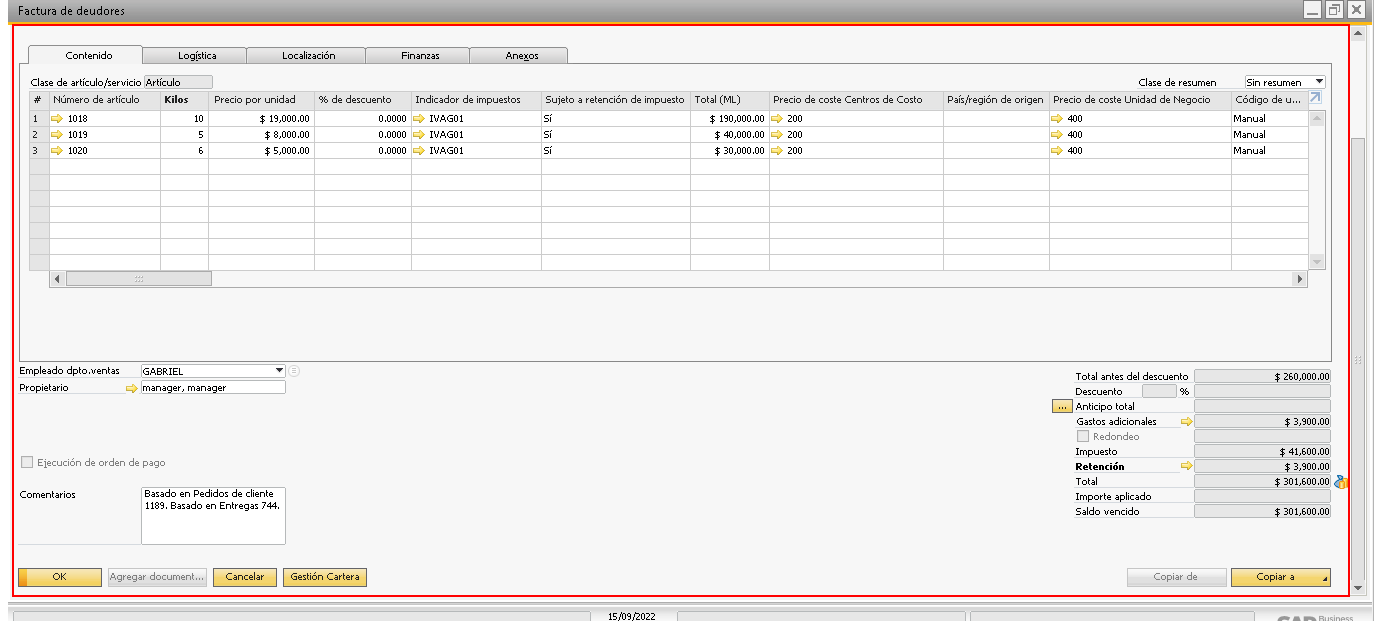 Factura de deudores
Contenido Logística Localización Finanzas Anexos
Clase de artículo/servicio Artículo Clase de resumen Sin resumen
# Número de artículo Kilos Precio por unidad % de descuento Indicador de impuestos Sujeto a retención de impuesto Total (ML) Precio de coste Centros de Costo País/región de origen Precio de coste Unidad de Negocio Código de u...
1 1018 10 $ 19,000.00 0.0000 IVAG01 Sí $ 190,000.00 200 400 Manual
2 1019 5 $ 8,000.00 0.0000 IVAG01 Sí $ 40,000.00 200 400 Manual
3 1020 6 $ 5,000.00 0.0000 IVAG01 Sí $ 30,000.00 200 400 Manual
Empleado dpto.ventas GABRIEL
Propietario manager, manager
Total antes del descuento $ 260,000.00
Descuento %
... Anticipo total
Gastos adicionales $ 3,900.00
Redondeo
Impuesto $ 41,600.00
Ejecución de orden de pago
Retención $ 3,900.00
Total $ 301,600.00
Importe aplicado
Saldo vencido $ 301,600.00
Comentarios Basado en Pedidos de cliente
1189. Basado en Entregas 744.
OK Agregar document... Cancelar Gestión Cartera Copiar de Copiar a
15/09/2022
SAP Business